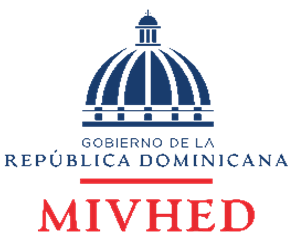 GOBIERNO DE LA
REPÚBLICA DOMINICANA
MIVHED